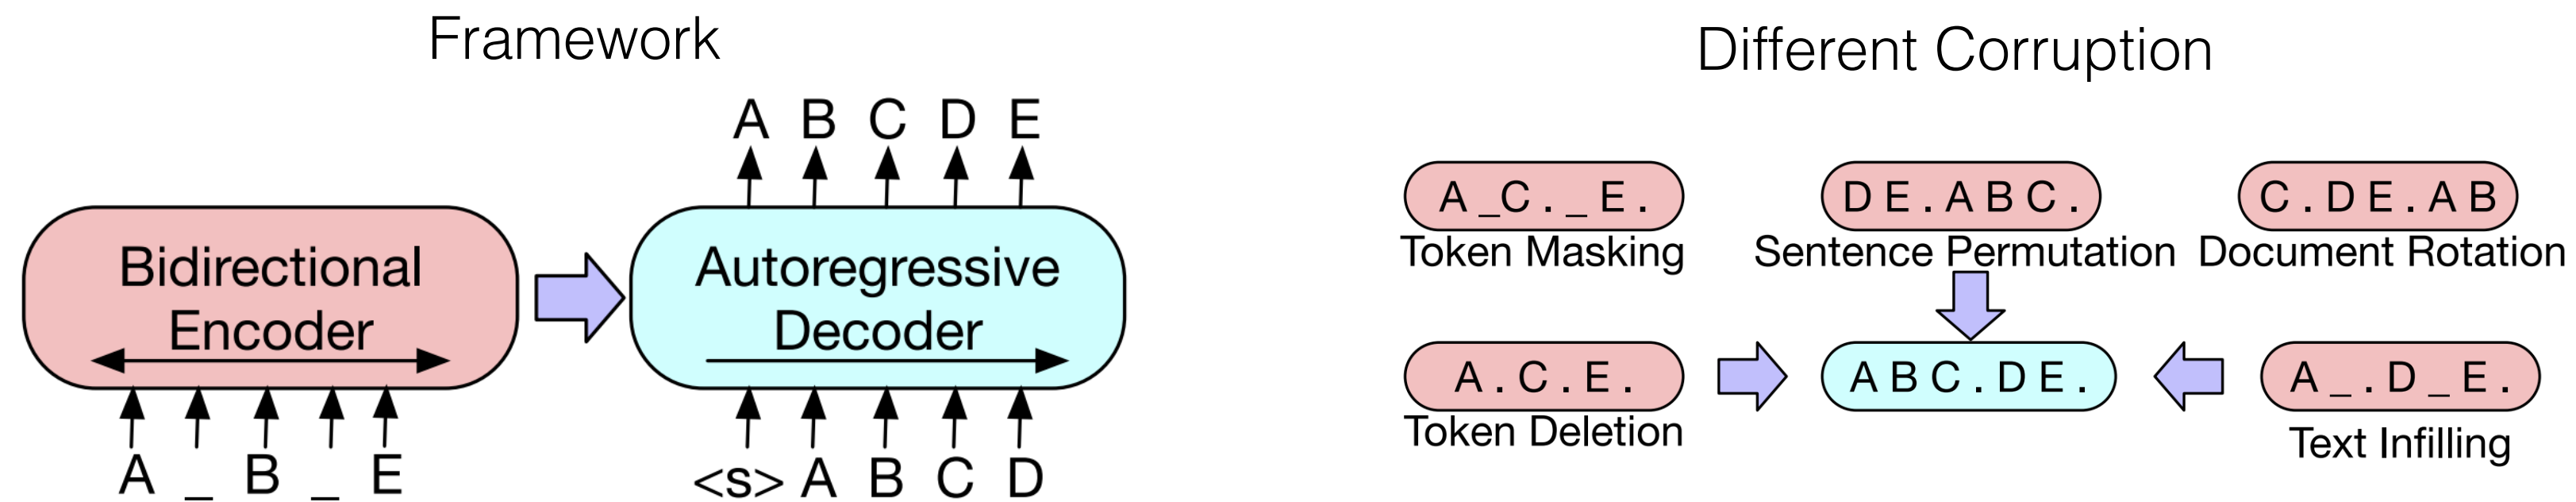 Framework
A B C D E
Bidirectional
Encoder
Autoregressive
Decoder
A _ B _ E
<s> A B C D
Different Corruption
A _C . _ E .
Token Masking
D E . A B C .
Sentence Permutation
C . D E . A B
Document Rotation
A . C . E .
Token Deletion
A B C . D E .
A _ . D _ E .
Text Infilling